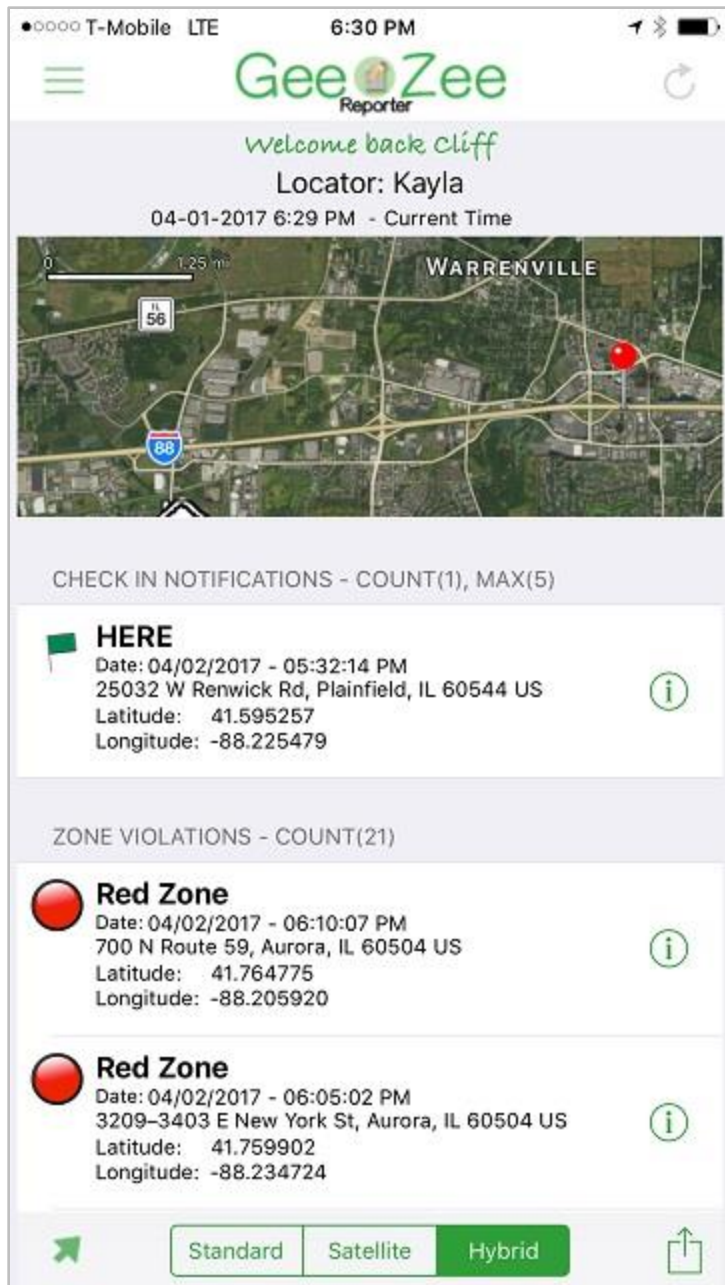 T-Mobile LTE 6:30 PM
Gee Zee
Reporter
Welcome back Cliff
Locator: Kayla
04-01-2017 6:29 PM - Current Time
0 1.25 mi
WARRENVILLE
IL
56
88
CHECK IN NOTIFICATIONS - COUNT(1), MAX(5)
HERE
Date: 04/02/2017 - 05:32:14 PM
25032 W Renwick Rd, Plainfield, IL 60544 US
Latitude: 41.595257
Longitude: -88.225479
ZONE VIOLATIONS - COUNT(21)
Red Zone
Date: 04/02/2017 - 06:10:07 PM
700 N Route 59, Aurora, IL 60504 US
Latitude: 41.764775
Longitude: -88.205920
Red Zone
Date: 04/02/2017 - 06:05:02 PM
3209–3403 E New York St, Aurora, IL 60504 US
Latitude: 41.759902
Longitude: -88.234724
Standard Satellite Hybrid